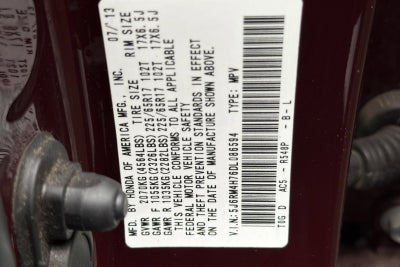 MFD. BY HONDA OF AMERICA MFG., INC. 07/13
TIRE SIZE RIM SIZE
GVWR 2070KG(4564LBS)
GAWR F 1055KG(2326LBS) 225/65R17 102T 17X6.5J
GAWR R 1035KG(2282LBS) 225/65R17 102T 17X6.5J
THIS VEHICLE CONFORMS TO ALL APPLICABLE
FEDERAL MOTOR VEHICLE SAFETY
AND THEFT PREVENTION STANDARDS IN EFFECT
ON THE DATE OF MANUFACTURE SHOWN ABOVE.
V.I.N.:5J6RM4H76DL086594 TYPE: MPV
TUG D AC5 - R540P - B - L